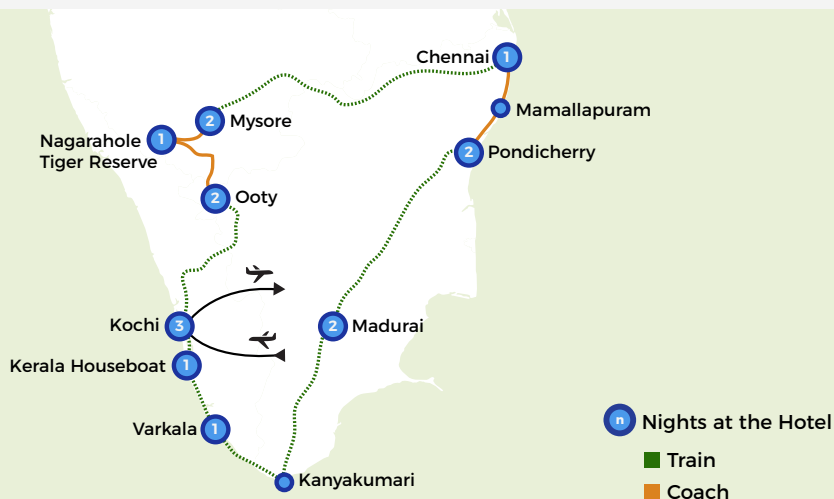 Chennai
1
Mamallapuram
2
Mysore
1
Nagarahole
Tiger Reserve
2
Pondicherry
2
Ooty
Kochi
3
2
Madurai
Kerala Houseboat
1
Varkala
1
Kanyakumari
n
Nights at the Hotel
Train
Coach